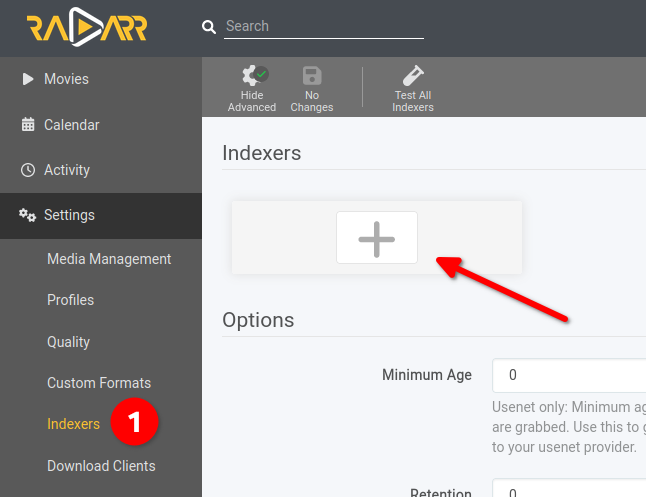 RADARR
Search
Movies
Calendar
Activity
Settings
Media Management
Profiles
Quality
Custom Formats
Indexers
1
Download Clients
Hide
Advanced
No
Changes
Test All
Indexers
Indexers
Options
Minimum Age
0
Usenet only: Minimum ag
are grabbed. Use this to g
to your usenet provider.
Retention
0